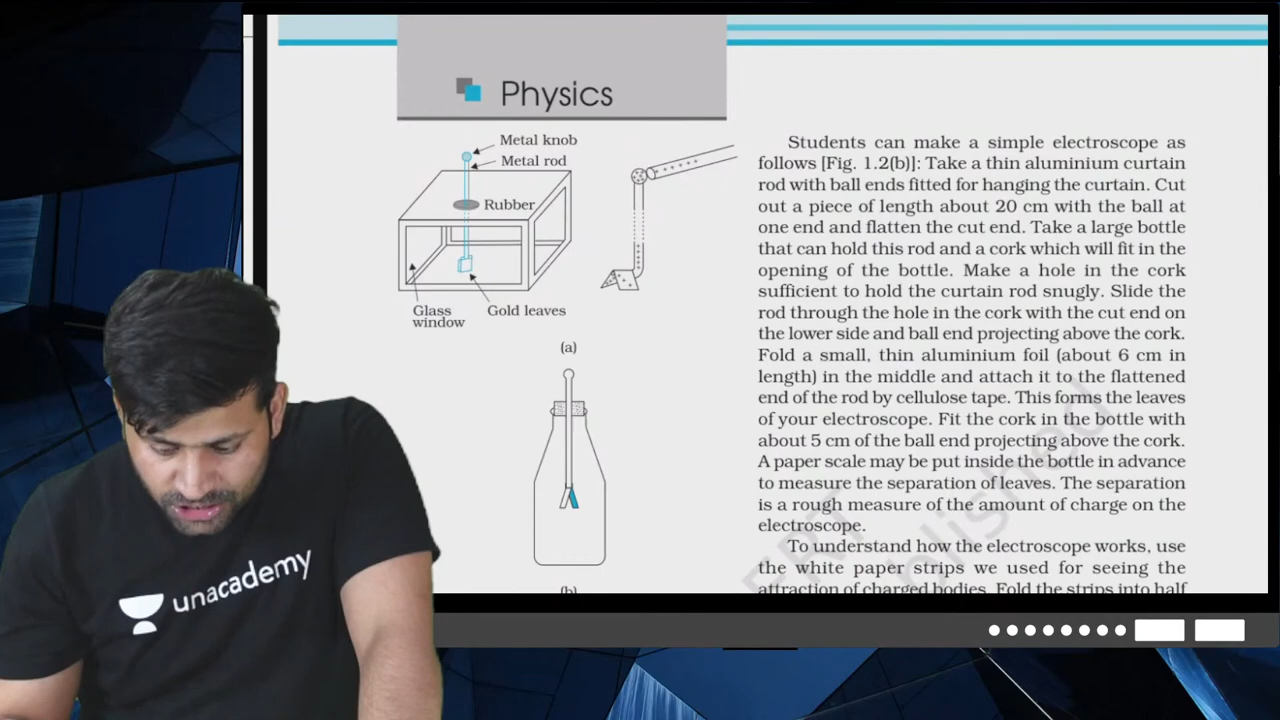 Physics
Metal knob
Metal rod
Rubber
Glass
window
Gold leaves
(a)
Students can make a simple electroscope as
follows [Fig. 1.2(b)]: Take a thin aluminium curtain
rod with ball ends fitted for hanging the curtain. Cut
out a piece of length about 20 cm with the ball at
one end and flatten the cut end. Take a large bottle
that can hold this rod and a cork which will fit in the
opening of the bottle. Make a hole in the cork
sufficient to hold the curtain rod snugly. Slide the
rod through the hole in the cork with the cut end on
the lower side and ball end projecting above the cork.
Fold a small, thin aluminium foil (about 6 cm in
length) in the middle and attach it to the flattened
end of the rod by cellulose tape. This forms the leaves
of your electroscope. Fit the cork in the bottle with
about 5 cm of the ball end projecting above the cork.
A paper scale may be put inside the bottle in advance
to measure the separation of leaves. The separation
is a rough measure of the amount of charge on the
electroscope.
To understand how the electroscope works, use
the white paper strips we used for seeing the
attraction of charged bodies. Fold the strips into half
(b)
unacademy